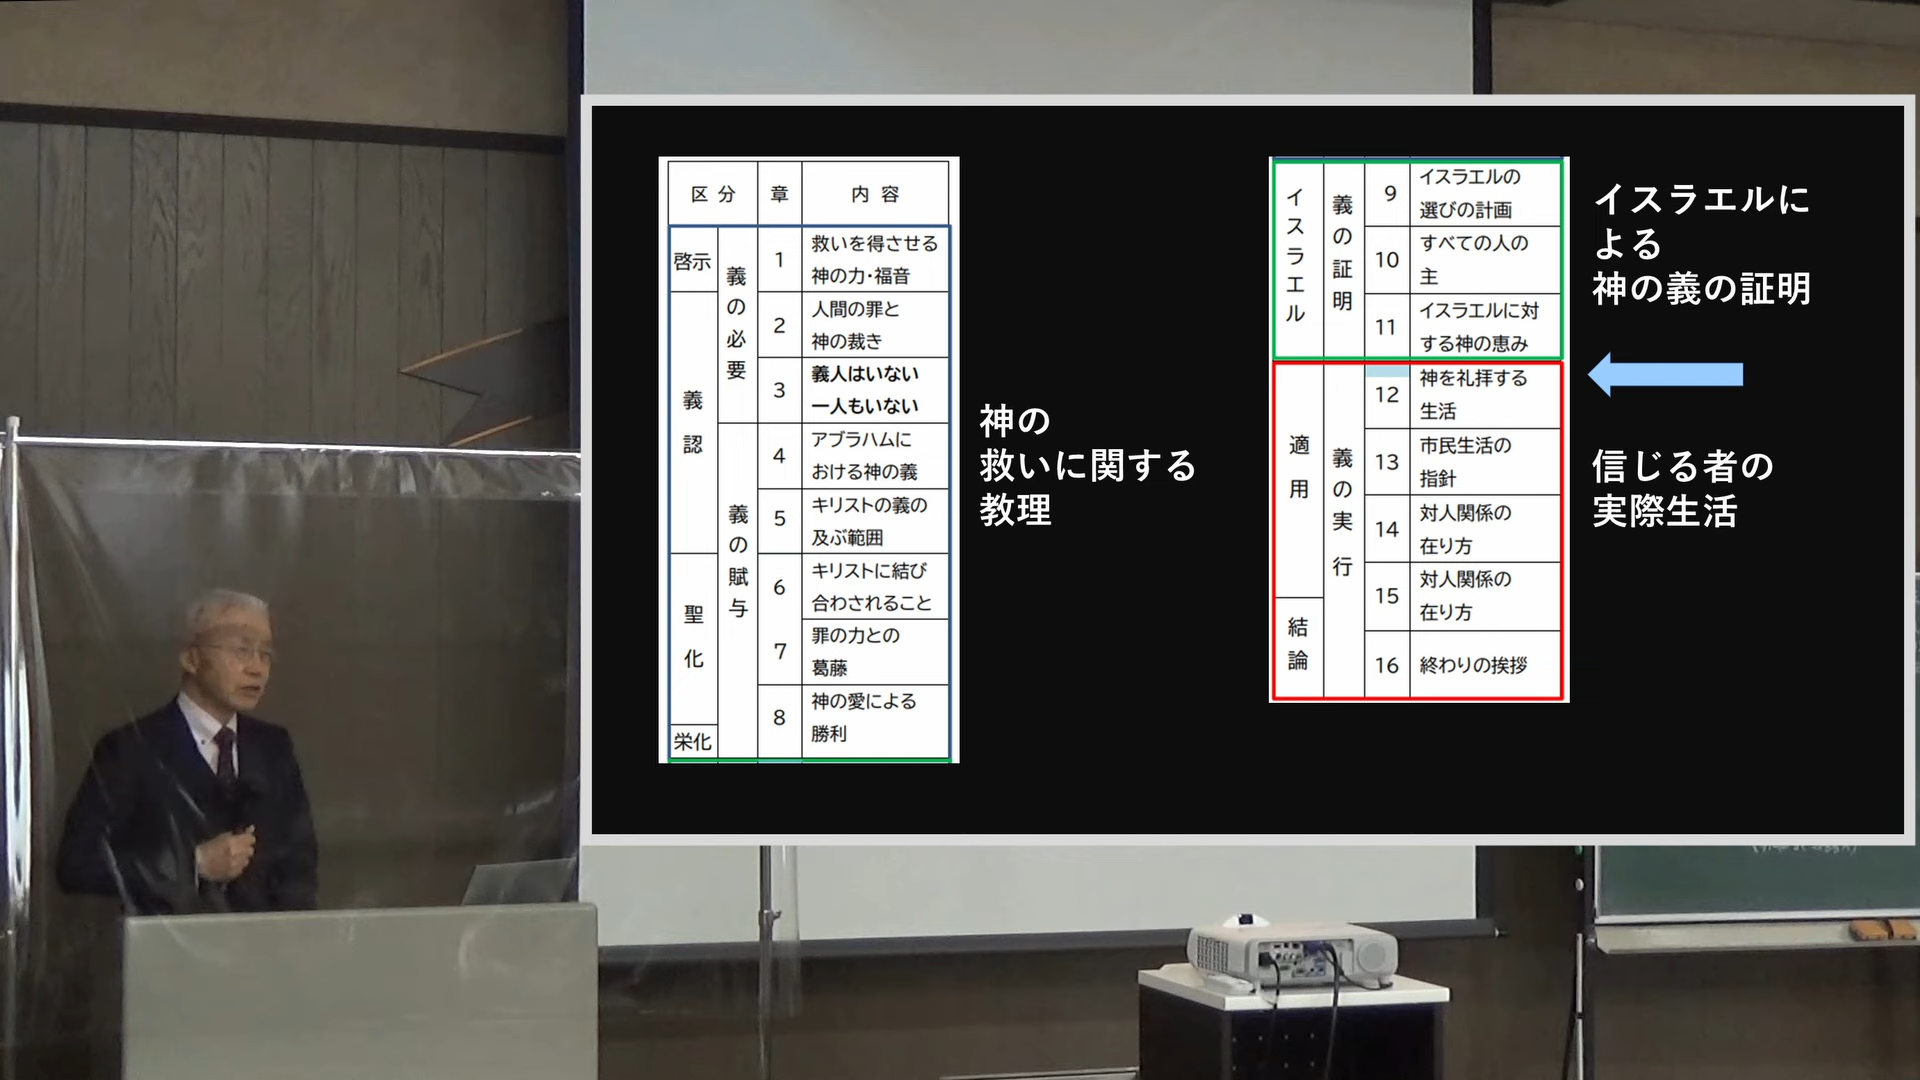 区分 章 内容
啓示
義の必要
1
救いを得させる
神の力・福音
義認
2
人間の罪と
神の裁き
3
義人はいない
一人もいない
義の賦与
4
アブラハムに
おける神の義
5
キリストの義の
及ぶ範囲
聖化
6
キリストに結び
合わされること
7
罪の力との
葛藤
8
神の愛による
勝利
栄化
神の
救いに関する
教理
イスラエル
義の証明
9
イスラエルの
選びの計画
10
すべての人の
主
11
イスラエルに対
する神の恵み
イスラエルに
よる
神の義の証明
適用
義の実行
12
神を礼拝する
生活
13
市民生活の
指針
14
対人関係の
在り方
15
対人関係の
在り方
結論
16
終わりの挨拶
信じる者の
実際生活